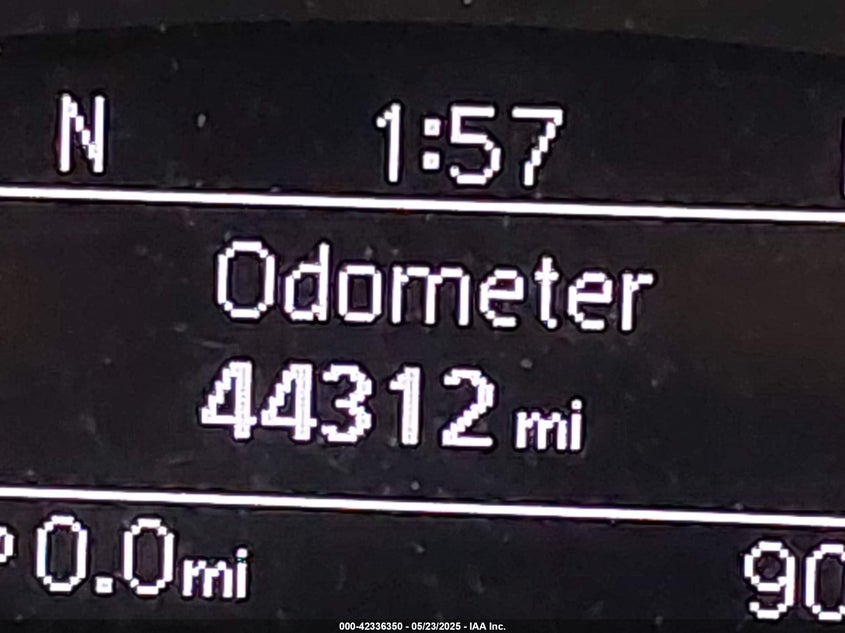 N 1:57
Odometer
44312 mi
0.0mi 90
000-42336350 - 05/23/2025 - IAA Inc.